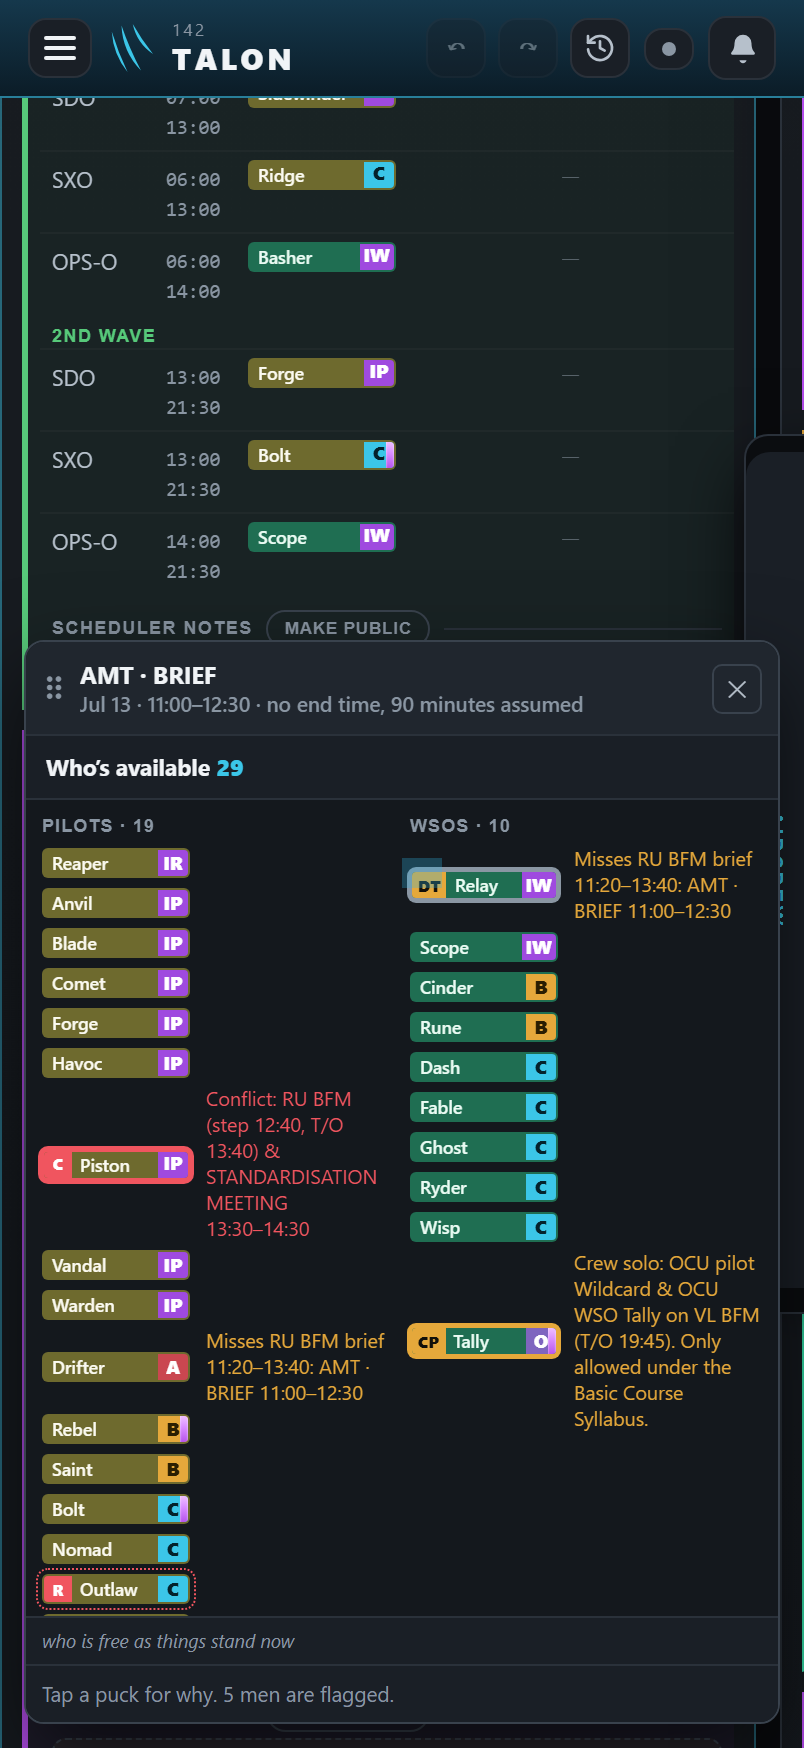 142
TALON
SDO 07:00
13:00
SXO 06:00 Ridge C —
13:00
OPS-O 06:00 Basher IW —
14:00
2ND WAVE
SDO 13:00 Forge IP —
21:30
SXO 13:00 Bolt C —
21:30
OPS-O 14:00 Scope IW —
21:30
SCHEDULER NOTES MAKE PUBLIC
AMT · BRIEF
Jul 13 · 11:00–12:30 · no end time, 90 minutes assumed
Who's available 29
PILOTS · 19
Reaper IR
Anvil IP
Blade IP
Comet IP
Forge IP
Havoc IP
C Piston IP
Conflict: RU BFM
(step 12:40, T/O
13:40) &
STANDARDISATION
MEETING
13:30–14:30
Vandal IP
Warden IP
Drifter A
Misses RU BFM brief
11:20–13:40: AMT ·
BRIEF 11:00–12:30
Rebel B
Saint B
Bolt C
Nomad C
R Outlaw C
WSOS · 10
DT Relay IW
Misses RU BFM brief
11:20–13:40: AMT ·
BRIEF 11:00–12:30
Scope IW
Cinder B
Rune B
Dash C
Fable C
Ghost C
Ryder C
Wisp C
CP Tally O
Crew solo: OCU pilot
Wildcard & OCU
WSO Tally on VL BFM
(T/O 19:45). Only
allowed under the
Basic Course
Syllabus.
who is free as things stand now
Tap a puck for why. 5 men are flagged.